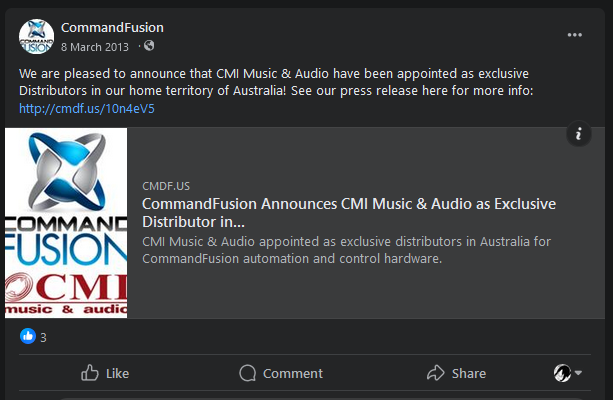 CommandFusion
8 March 2013 ·
We are pleased to announce that CMI Music & Audio have been appointed as exclusive
Distributors in our home territory of Australia! See our press release here for more info:
http://cmdf.us/10n4eV5
COMMAND
FUSION
CMI
music & audio
CMDF.US
CommandFusion Announces CMI Music & Audio as Exclusive
Distributor in...
CMI Music & Audio appointed as exclusive distributors in Australia for
CommandFusion automation and control hardware.
3
Like Comment Share